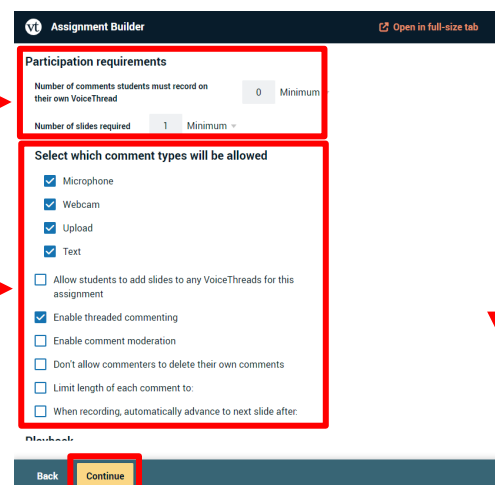 vt Assignment Builder Open in full-size tab
Participation requirements
Number of comments students must record on
their own VoiceThread 0 Minimum
Number of slides required 1 Minimum
Select which comment types will be allowed
Microphone
Webcam
Upload
Text
Allow students to add slides to any VoiceThreads for this
assignment
Enable threaded commenting
Enable comment moderation
Don't allow commenters to delete their own comments
Limit length of each comment to:
When recording, automatically advance to next slide after:
Playback
Back Continue